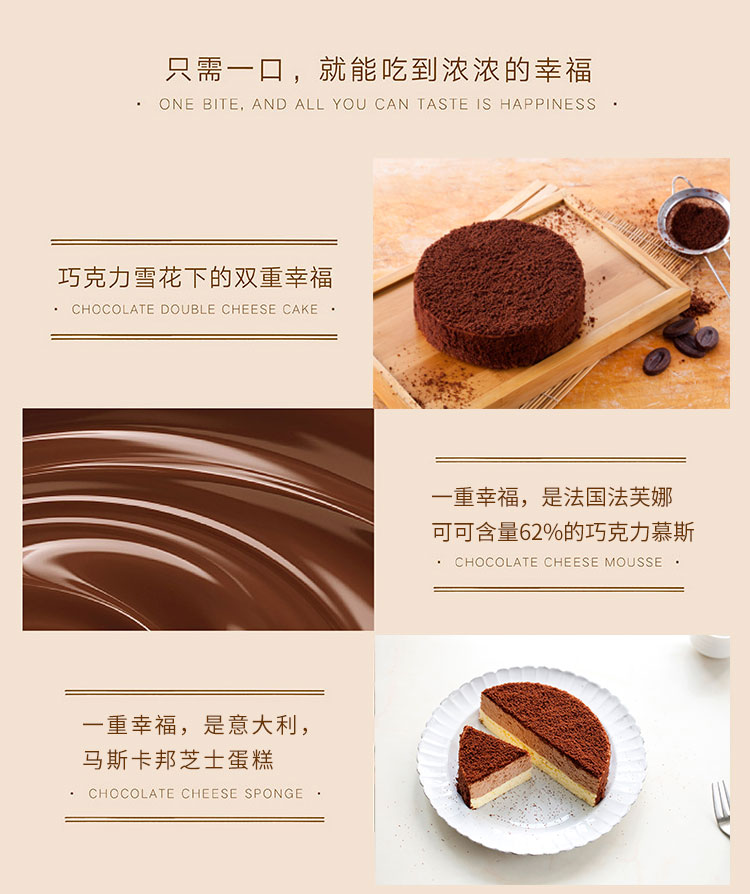 只需一口，就能吃到浓浓的幸福
· ONE BITE, AND ALL YOU CAN TASTE IS HAPPINESS ·
巧克力雪花下的双重幸福
· CHOCOLATE DOUBLE CHEESE CAKE ·
一重幸福，是法国法芙娜
可可含量62%的巧克力慕斯
· CHOCOLATE CHEESE MOUSSE ·
一重幸福，是意大利，
马斯卡邦芝士蛋糕
· CHOCOLATE CHEESE SPONGE ·